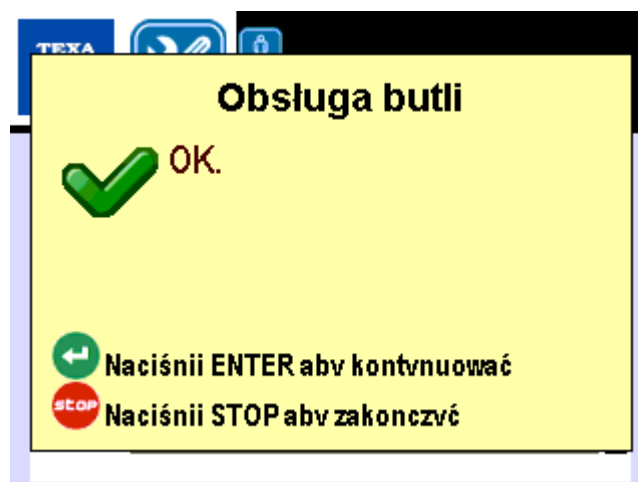 TEXA
Obsługa butli
OK.
Naciśnii ENTER abv kontvnuować
stop
Naciśnii STOP abv zakonczvć